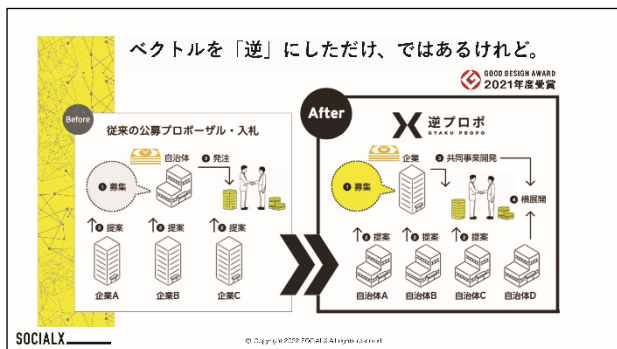 ベクトルを「逆」にしただけ、ではあるけれど。
GOOD DESIGN AWARD
2021年度受賞
Before
従来の公募プロポーザル・入札
自治体
❸ 発注
❶ 募集
❷ 提案
❷ 提案
❷ 提案
企業A
企業B
企業C
After
逆プロポ
GYAKU PROPO
企業
❸ 共同事業開発
❶ 募集
❹ 横展開
❷ 提案
❷ 提案
❷ 提案
自治体A
自治体B
自治体C
自治体D
SOCIALX
© Copyright 2022 SOCIALX All rights reserved